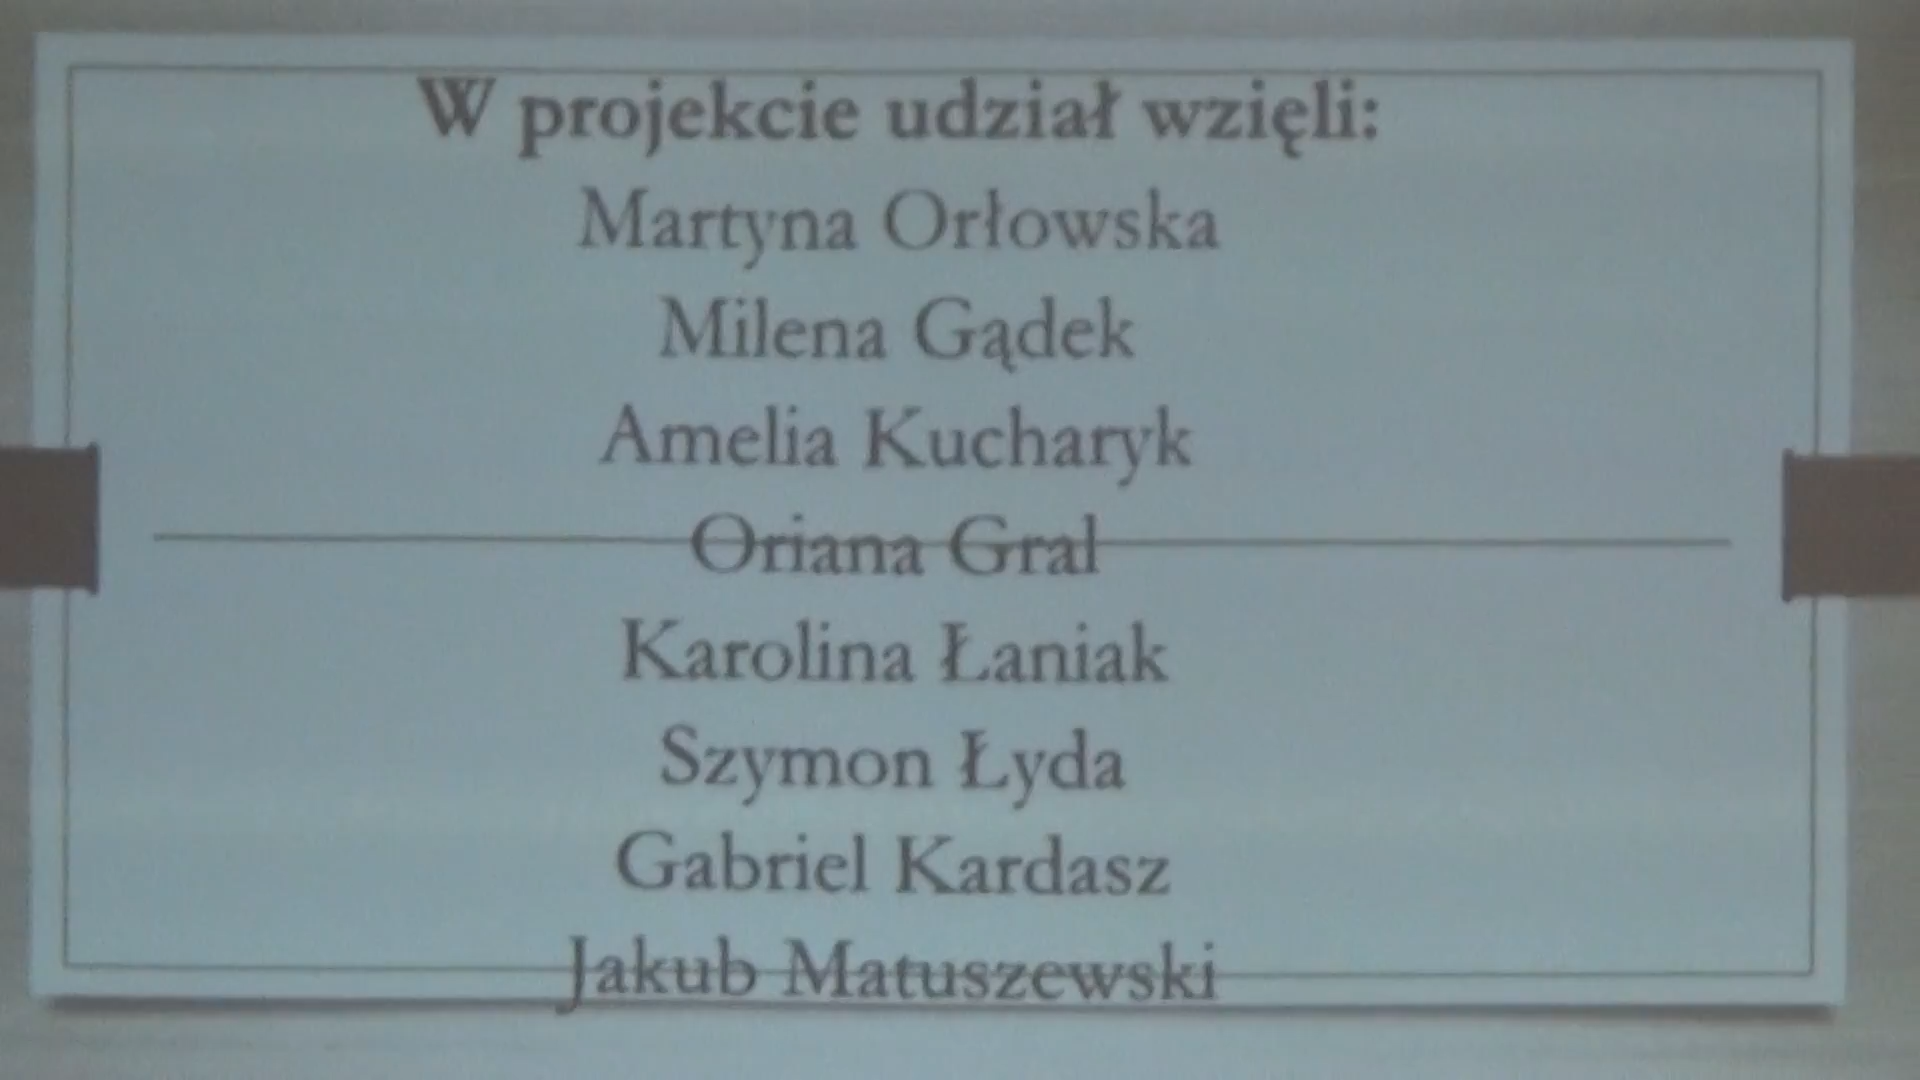 W projekcie udział wzięli:
Martyna Orłowska
Milena Gądek
Amelia Kucharyk
Oriana Gral
Karolina Łaniak
Szymon Łyda
Gabriel Kardasz
Jakub Matuszewski